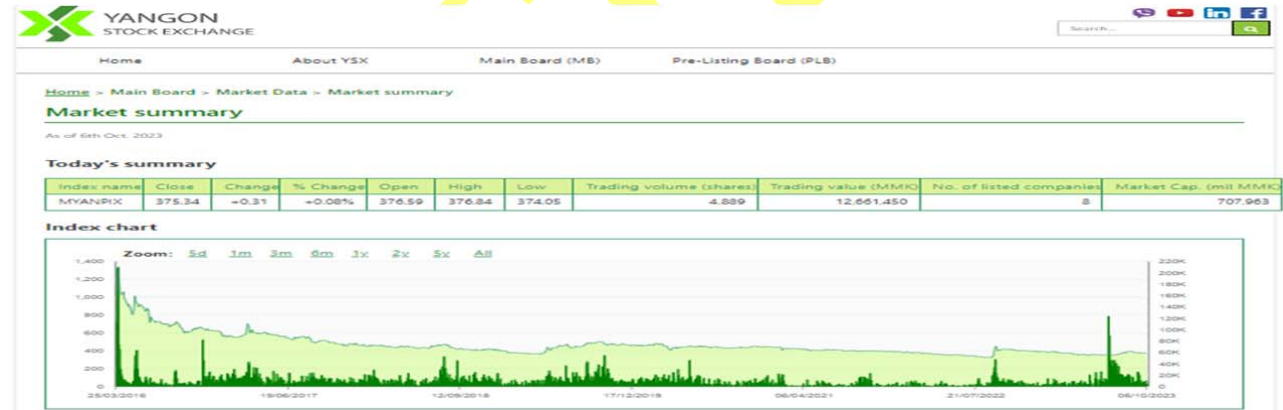 YANGON
STOCK EXCHANGE
Search...
Home About YSX Main Board (MB) Pre-Listing Board (PLB)
Home > Main Board > Market Data > Market summary
Market summary
As of 6th Oct. 2023
Today's summary
Index name Close Change % Change Open High Low Trading volume (shares) Trading value (MMK) No. of listed companies Market Cap. (mil MMK)
MYANPIX 375.34 +0.31 +0.08% 376.59 376.84 374.05 4,889 12,661,450 8 707,963
Index chart
Zoom: 5d 1m 3m 6m 1y 2y 5y All
1,400 220K
200K
1,200 180K
1,000 160K
140K
800 120K
600 100K
80K
400 60K
200 40K
20K
0 0
25/03/2016 19/06/2017 12/09/2018 17/12/2019 06/04/2021 21/07/2022 06/10/2023